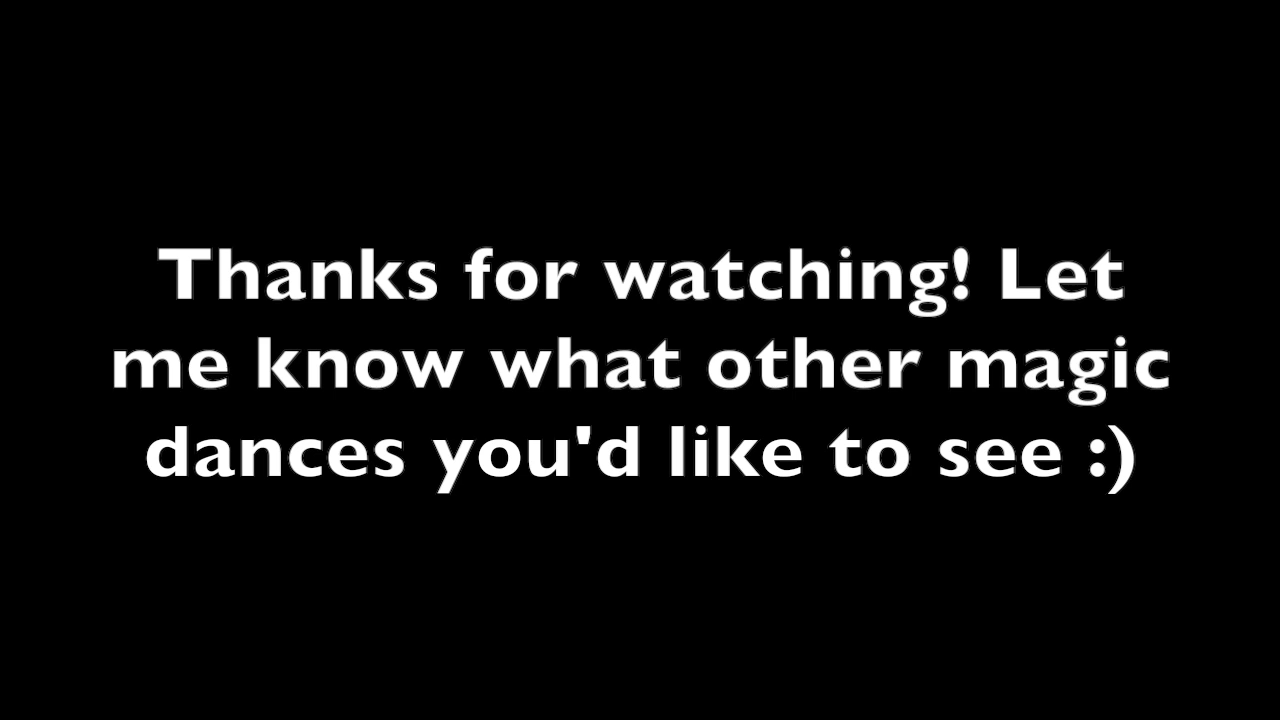 Thanks for watching! Let
me know what other magic
dances you'd like to see :)